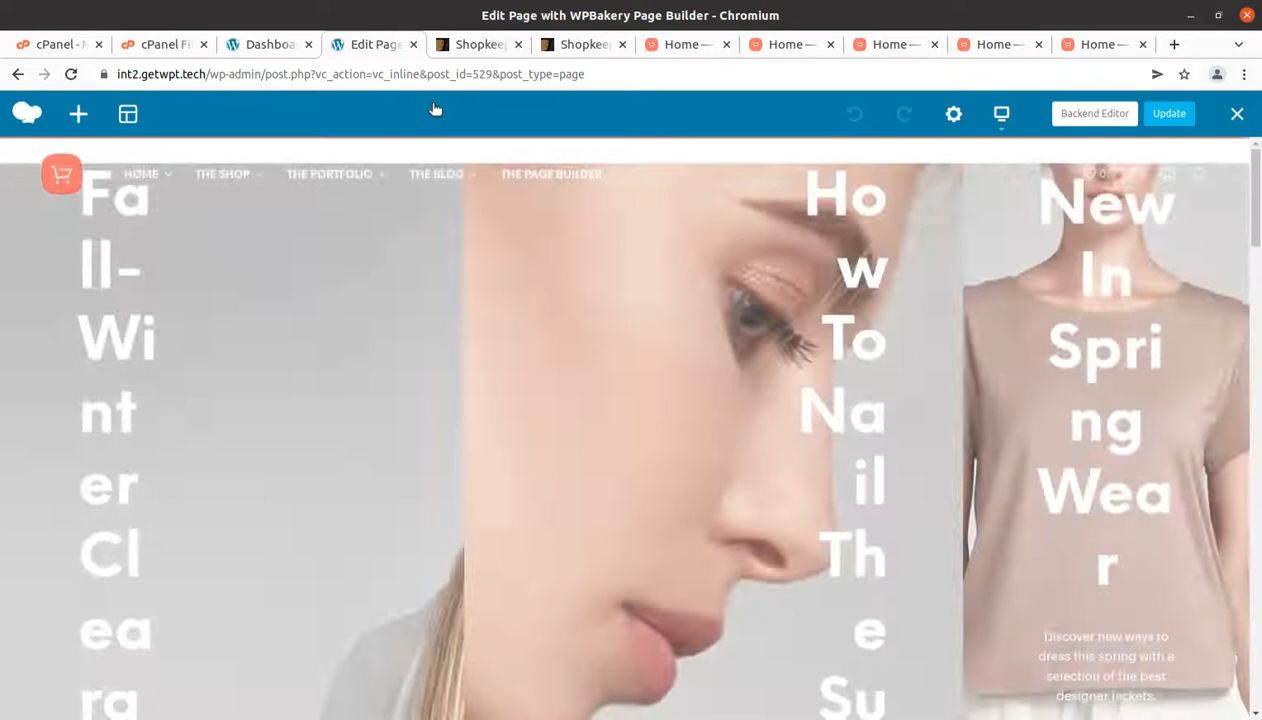 Edit Page with WPBakery Page Builder - Chromium
cPanel - M
cPanel Fi
Dashboa
Edit Page
Shopkee
Shopkee
Home —
Home —
Home —
Home —
Home —
int2.getwpt.tech/wp-admin/post.php?vc_action=vc_inline&post_id=529&post_type=page
Backend Editor
Update
HOME
THE SHOP
THE PORTFOLIO
THE BLOG
THE PAGE BUILDER
Fa
ll-
Wi
nt
er
Cl
ea
ra
Ho
w
To
Na
il
Th
e
Su
New
In
Spri
ng
Wea
r
Discover new ways to
dress this spring with a
selection of the best
designer jackets.